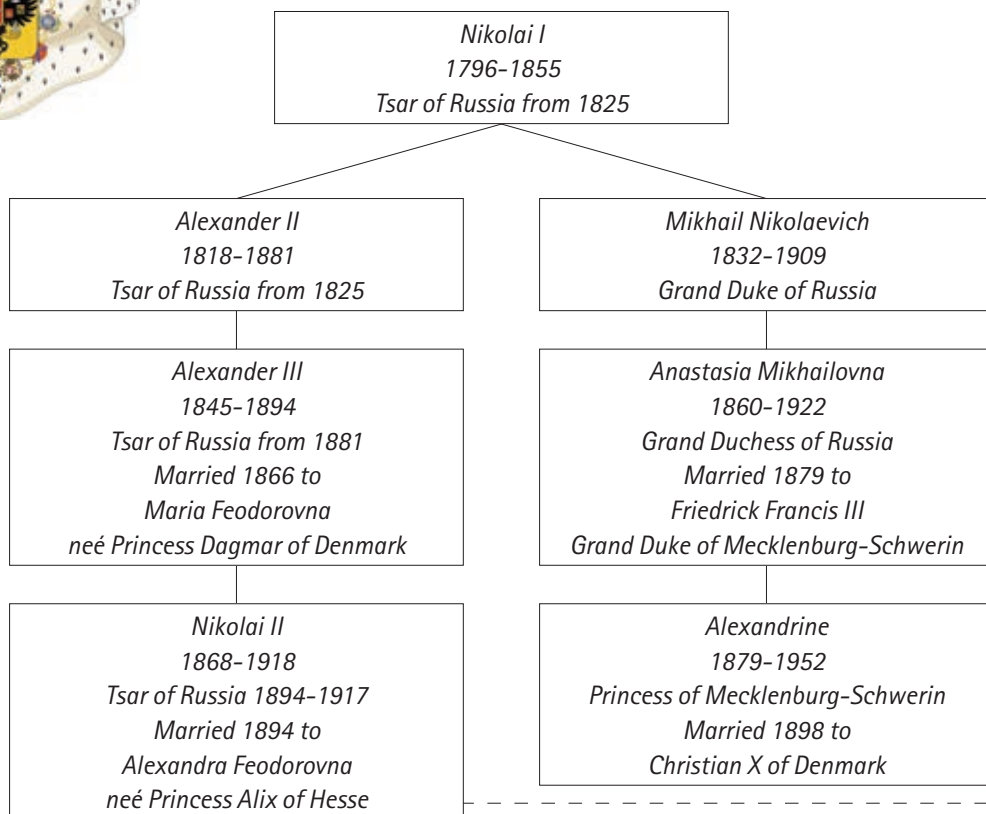 Nikolai I
1796-1855
Tsar of Russia from 1825
Alexander II
1818-1881
Tsar of Russia from 1825
Mikhail Nikolaevich
1832-1909
Grand Duke of Russia
Alexander III
1845-1894
Tsar of Russia from 1881
Married 1866 to
Maria Feodorovna
neé Princess Dagmar of Denmark
Anastasia Mikhailovna
1860-1922
Grand Duchess of Russia
Married 1879 to
Friedrick Francis III
Grand Duke of Mecklenburg-Schwerin
Nikolai II
1868-1918
Tsar of Russia 1894-1917
Married 1894 to
Alexandra Feodorovna
neé Princess Alix of Hesse
Alexandrine
1879-1952
Princess of Mecklenburg-Schwerin
Married 1898 to
Christian X of Denmark